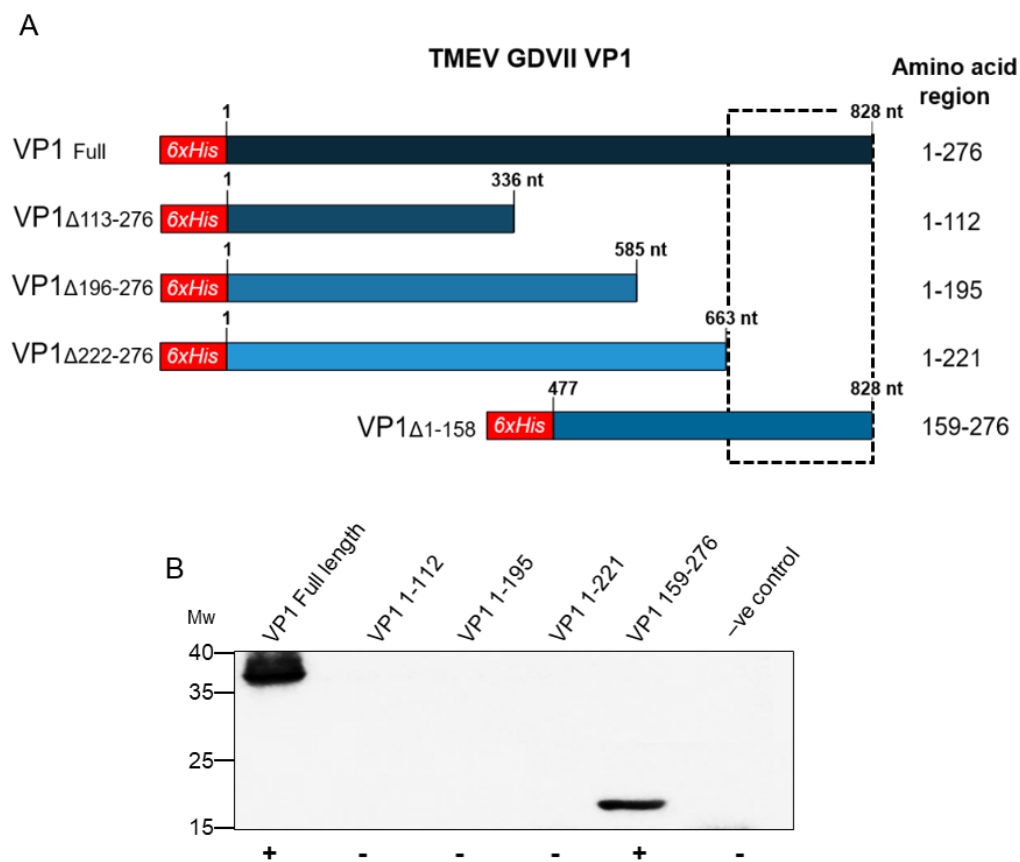 A
TMEV GDVII VP1
Amino acid
region
1
828 nt
VP1 Full
6xHis
1-276
1
336 nt
VP1Δ113-276
6xHis
1-112
1
585 nt
VP1Δ196-276
6xHis
1-195
1
663 nt
VP1Δ222-276
6xHis
1-221
477
828 nt
VP1Δ1-158
6xHis
159-276
B
Mw
VP1 Full length
VP1 1-112
VP1 1-195
VP1 1-221
VP1 159-276
–ve control
40
35
25
15
+ - - - + -